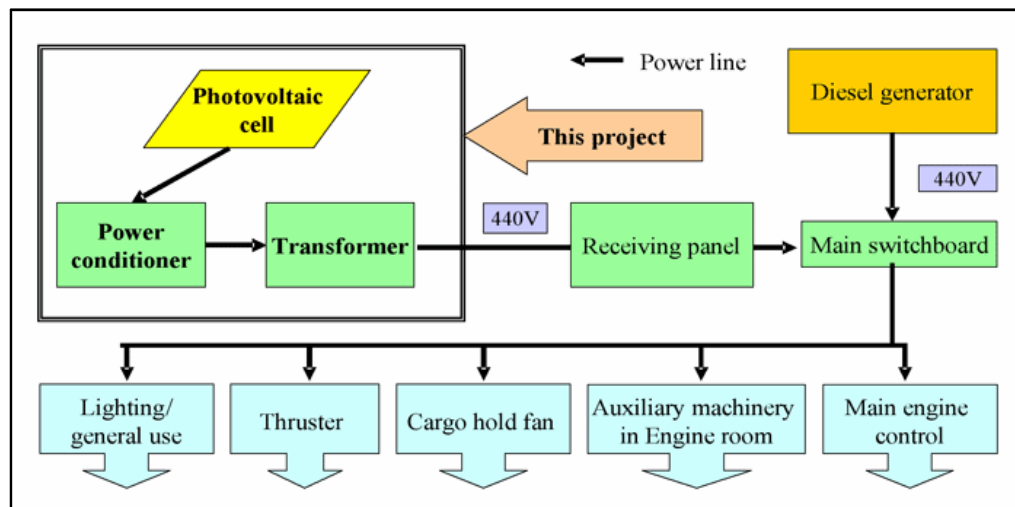 Photovoltaic
cell
Power line
This project
Diesel generator
440V
Power
conditioner
Transformer
440V
Receiving panel
Main switchboard
Lighting/
general use
Thruster
Cargo hold fan
Auxiliary machinery
in Engine room
Main engine
control